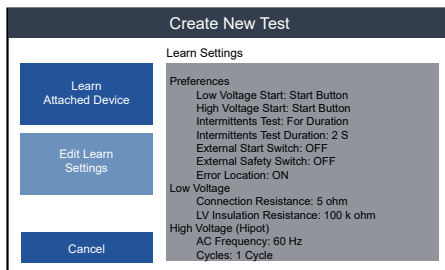 Create New Test
Learn Settings
Learn
Attached Device
Edit Learn
Settings
Cancel
Preferences
Low Voltage Start: Start Button
High Voltage Start: Start Button
Intermittents Test: For Duration
Intermittents Test Duration: 2 S
External Start Switch: OFF
External Safety Switch: OFF
Error Location: ON
Low Voltage
Connection Resistance: 5 ohm
LV Insulation Resistance: 100 k ohm
High Voltage (Hipot)
AC Frequency: 60 Hz
Cycles: 1 Cycle